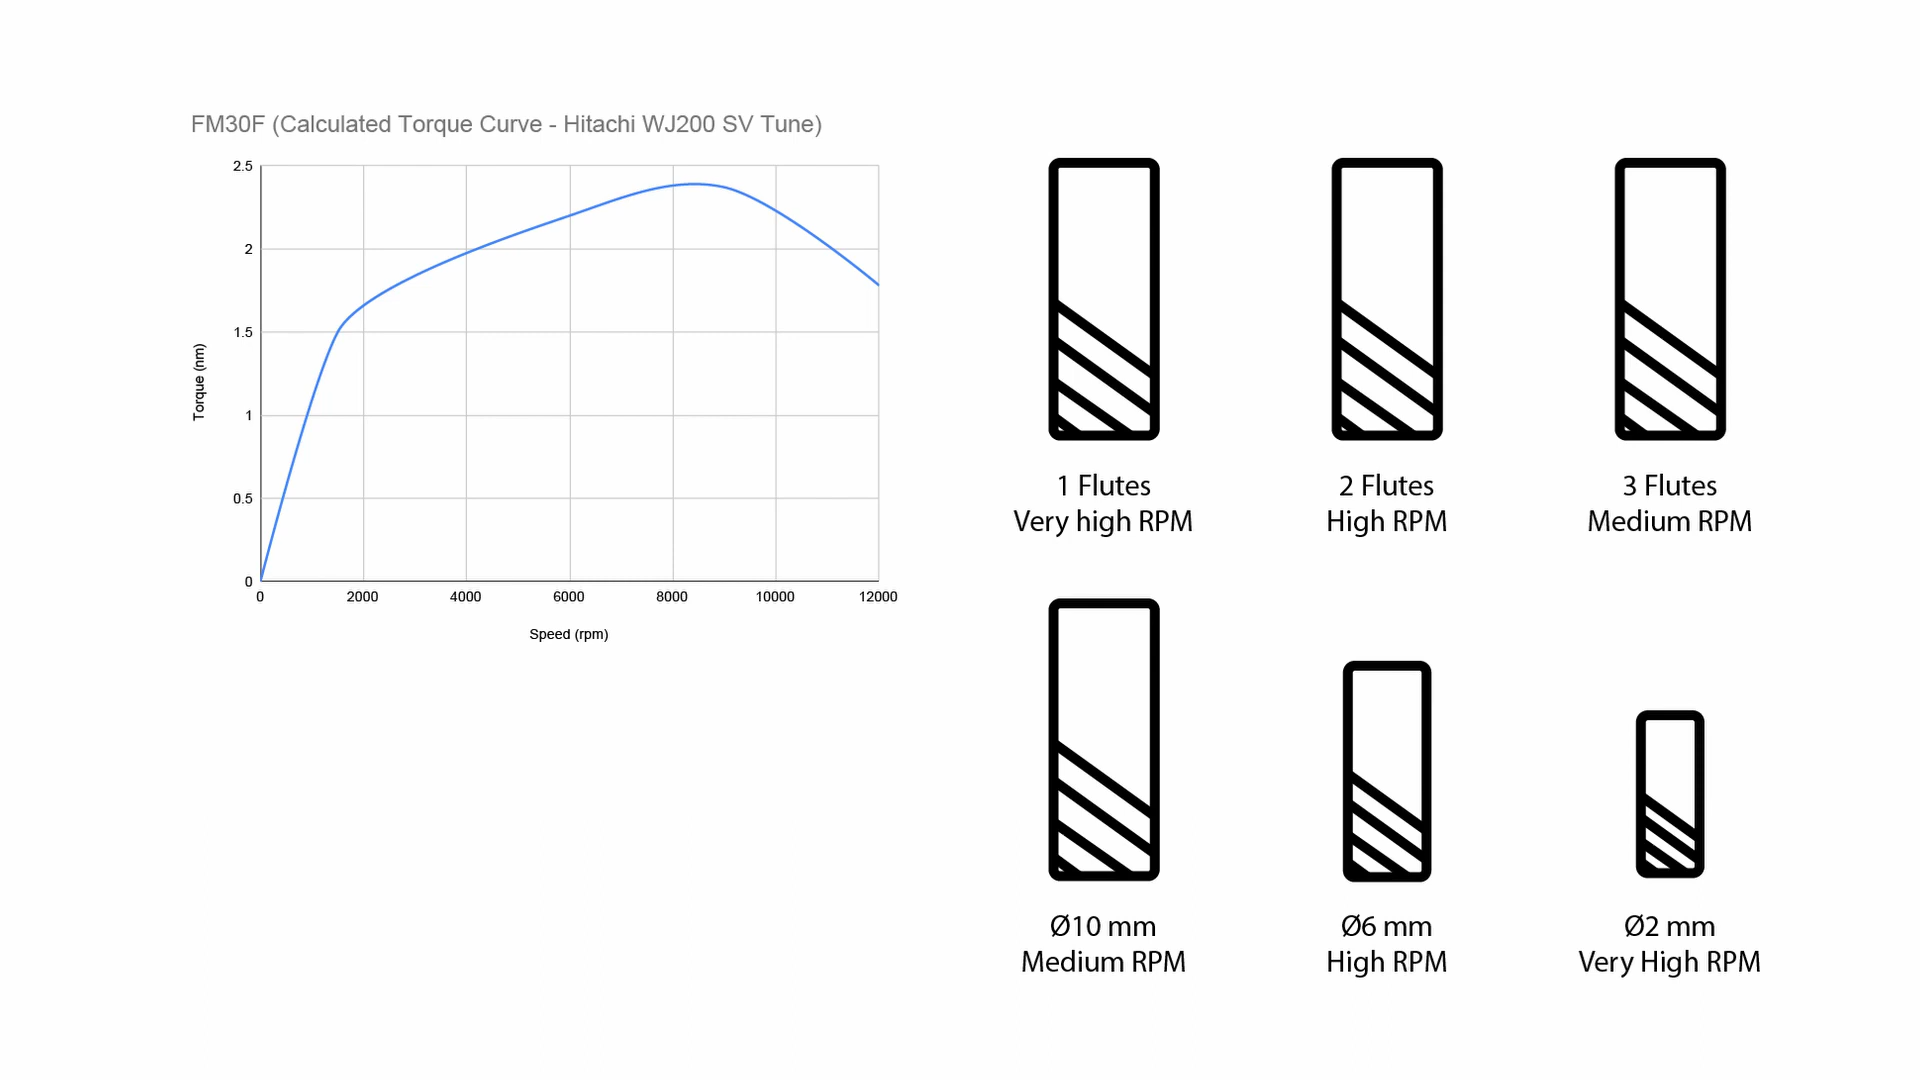 FM30F (Calculated Torque Curve - Hitachi WJ200 SV Tune)
2.5
2
1.5
1
0.5
0
Torque (nm)
0 2000 4000 6000 8000 10000 12000
Speed (rpm)
1 Flutes
Very high RPM
2 Flutes
High RPM
3 Flutes
Medium RPM
Ø10 mm
Medium RPM
Ø6 mm
High RPM
Ø2 mm
Very High RPM